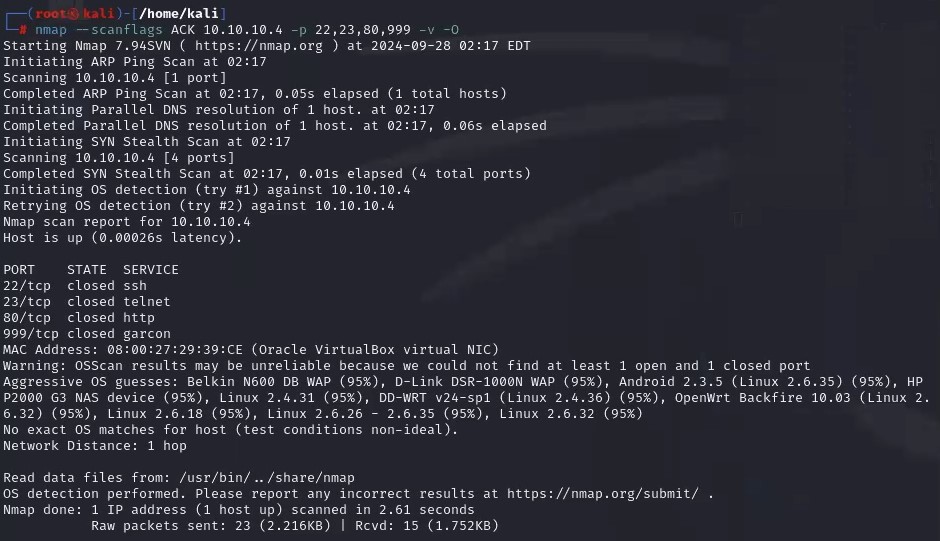 ┌──(root㉿kali)-[/home/kali]
└─# nmap --scanflags ACK 10.10.10.4 -p 22,23,80,999 -v -O
Starting Nmap 7.94SVN ( https://nmap.org ) at 2024-09-28 02:17 EDT
Initiating ARP Ping Scan at 02:17
Scanning 10.10.10.4 [1 port]
Completed ARP Ping Scan at 02:17, 0.05s elapsed (1 total hosts)
Initiating Parallel DNS resolution of 1 host. at 02:17
Completed Parallel DNS resolution of 1 host. at 02:17, 0.06s elapsed
Initiating SYN Stealth Scan at 02:17
Scanning 10.10.10.4 [4 ports]
Completed SYN Stealth Scan at 02:17, 0.01s elapsed (4 total ports)
Initiating OS detection (try #1) against 10.10.10.4
Retrying OS detection (try #2) against 10.10.10.4
Nmap scan report for 10.10.10.4
Host is up (0.00026s latency).
PORT    STATE  SERVICE
22/tcp  closed ssh
23/tcp  closed telnet
80/tcp  closed http
999/tcp closed garcon
MAC Address: 08:00:27:29:39:CE (Oracle VirtualBox virtual NIC)
Warning: OSScan results may be unreliable because we could not find at least 1 open and 1 closed port
Aggressive OS guesses: Belkin N600 DB WAP (95%), D-Link DSR-1000N WAP (95%), Android 2.3.5 (Linux 2.6.35) (95%), HP
P2000 G3 NAS device (95%), Linux 2.4.31 (95%), DD-WRT v24-sp1 (Linux 2.4.36) (95%), OpenWrt Backfire 10.03 (Linux 2.
6.32) (95%), Linux 2.6.18 (95%), Linux 2.6.26 - 2.6.35 (95%), Linux 2.6.32 (95%)
No exact OS matches for host (test conditions non-ideal).
Network Distance: 1 hop
Read data files from: /usr/bin/../share/nmap
OS detection performed. Please report any incorrect results at https://nmap.org/submit/ .
Nmap done: 1 IP address (1 host up) scanned in 2.61 seconds
Raw packets sent: 23 (2.216KB) | Rcvd: 15 (1.752KB)